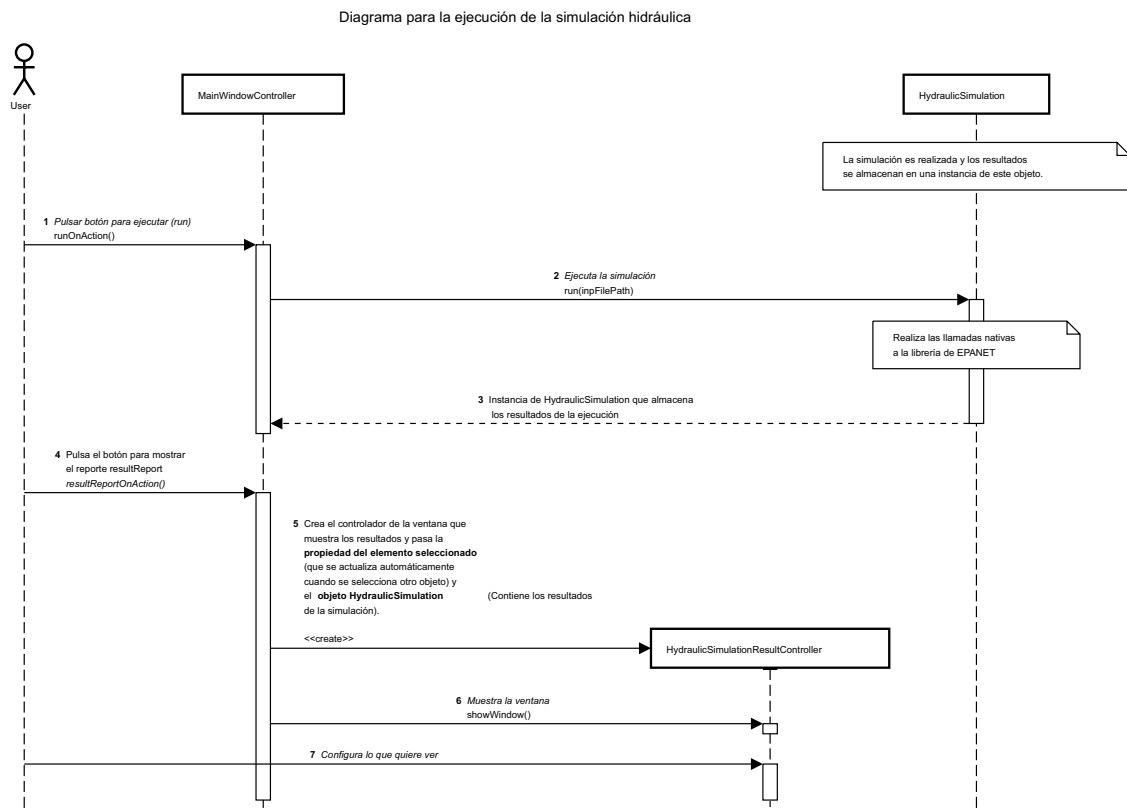 Diagrama para la ejecución de la simulación hidráulica
User
MainWindowController
HydraulicSimulation
La simulación es realizada y los resultados
se almacenan en una instancia de este objeto.
1 Pulsar botón para ejecutar (run)
runOnAction()
2 Ejecuta la simulación
run(inpFilePath)
Realiza las llamadas nativas
a la librería de EPANET
3 Instancia de HydraulicSimulation que almacena
los resultados de la ejecución
4 Pulsa el botón para mostrar
el reporte resultReport
resultReportOnAction()
5 Crea el controlador de la ventana que
muestra los resultados y pasa la
propiedad del elemento seleccionado
(que se actualiza automáticamente
cuando se selecciona otro objeto) y
el objeto HydraulicSimulation (Contiene los resultados
de la simulación).
<<create>>
HydraulicSimulationResultController
6 Muestra la ventana
showWindow()
7 Configura lo que quiere ver